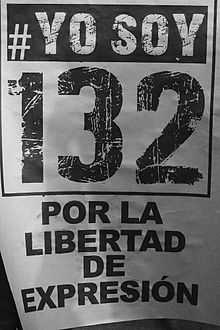 #YO SOY
132
POR LA
LIBERTAD
DE
EXPRESIÓN